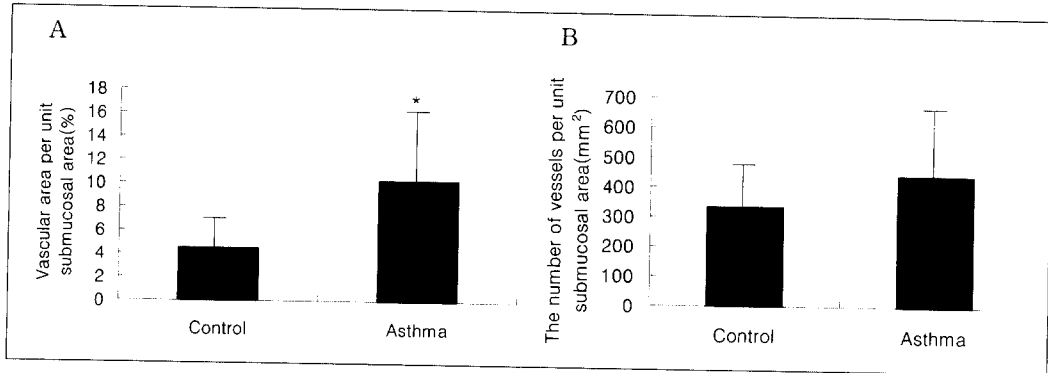 A
Vascular area per unit
submucosal area(%)
18
16
14
12
10
8
6
4
2
0
*
Control
Asthma
B
The number of vessels per unit
submucosal area(mm²)
700
600
500
400
300
200
100
0
Control
Asthma